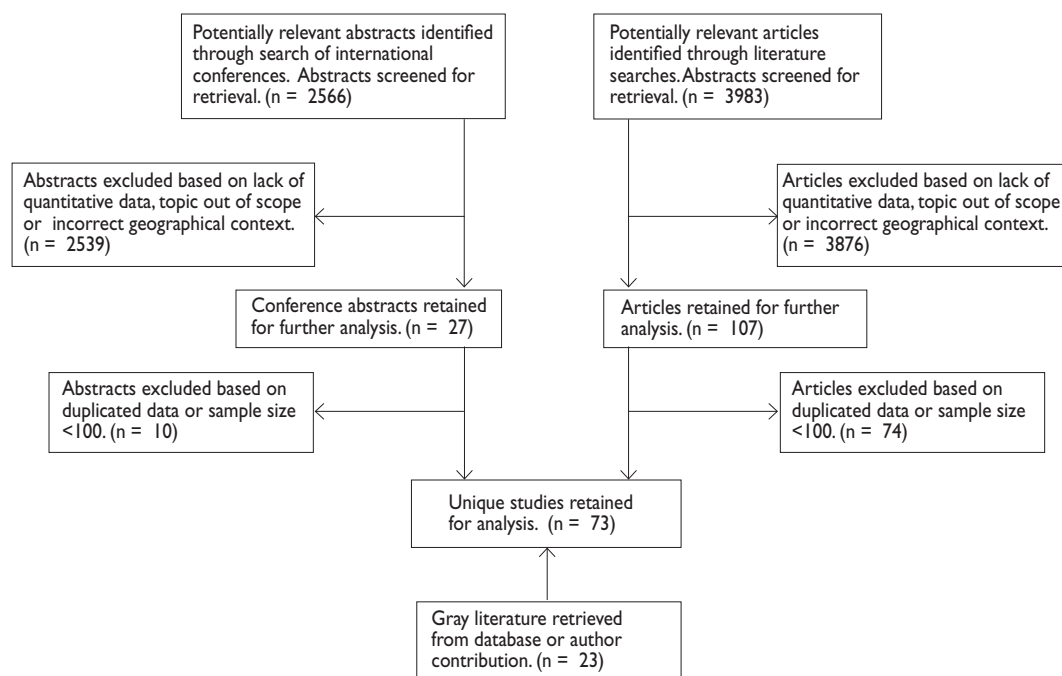 Potentially relevant abstracts identified
through search of international
conferences. Abstracts screened for
retrieval. (n = 2566)
Potentially relevant articles
identified through literature
searches. Abstracts screened for
retrieval. (n = 3983)
Abstracts excluded based on lack of
quantitative data, topic out of scope
or incorrect geographical context.
(n = 2539)
Articles excluded based on lack of
quantitative data, topic out of scope
or incorrect geographical context.
(n = 3876)
Conference abstracts retained
for further analysis. (n = 27)
Articles retained for further
analysis. (n = 107)
Abstracts excluded based on
duplicated data or sample size
<100. (n = 10)
Articles excluded based on
duplicated data or sample size
<100. (n = 74)
Unique studies retained
for analysis. (n = 73)
Gray literature retrieved
from database or author
contribution. (n = 23)